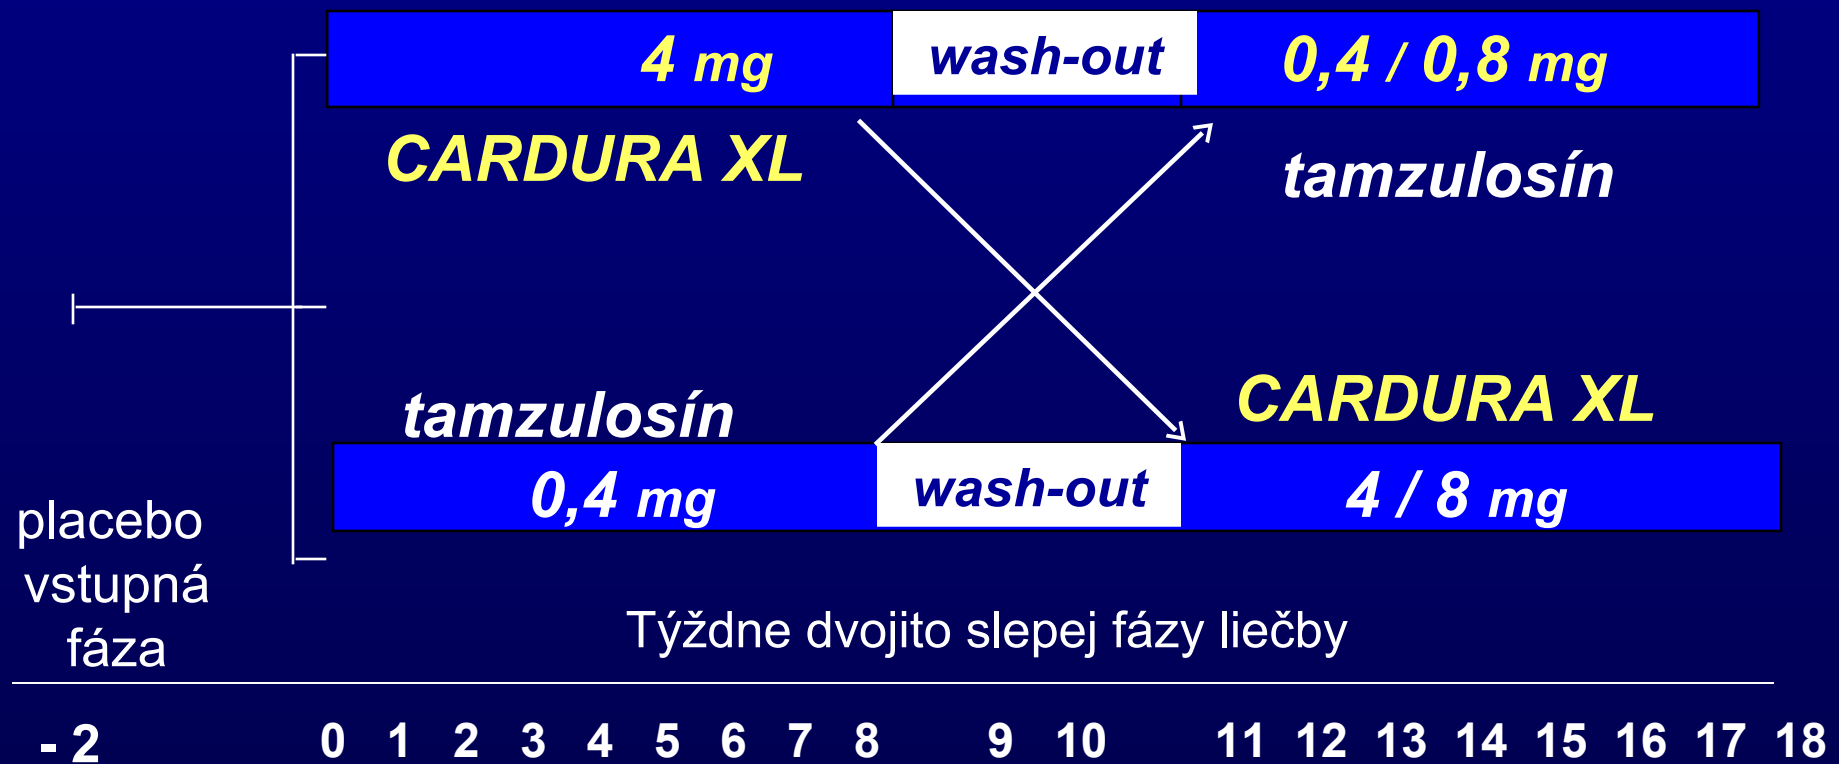 4 mg wash-out 0,4 / 0,8 mg
CARDURA XL
tamzulosín
tamzulosín
CARDURA XL
0,4 mg wash-out 4 / 8 mg
placebo
vstupná
fáza
Týždne dvojito slepej fázy liečby
- 2 0 1 2 3 4 5 6 7 8 9 10 11 12 13 14 15 16 17 18